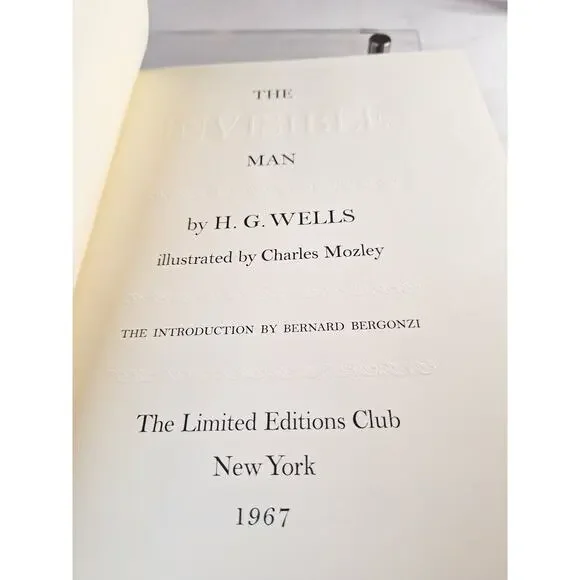 THE
INVISIBLE
MAN
by H. G. WELLS
illustrated by Charles Mozley
THE INTRODUCTION BY BERNARD BERGONZI
The Limited Editions Club
New York
1967